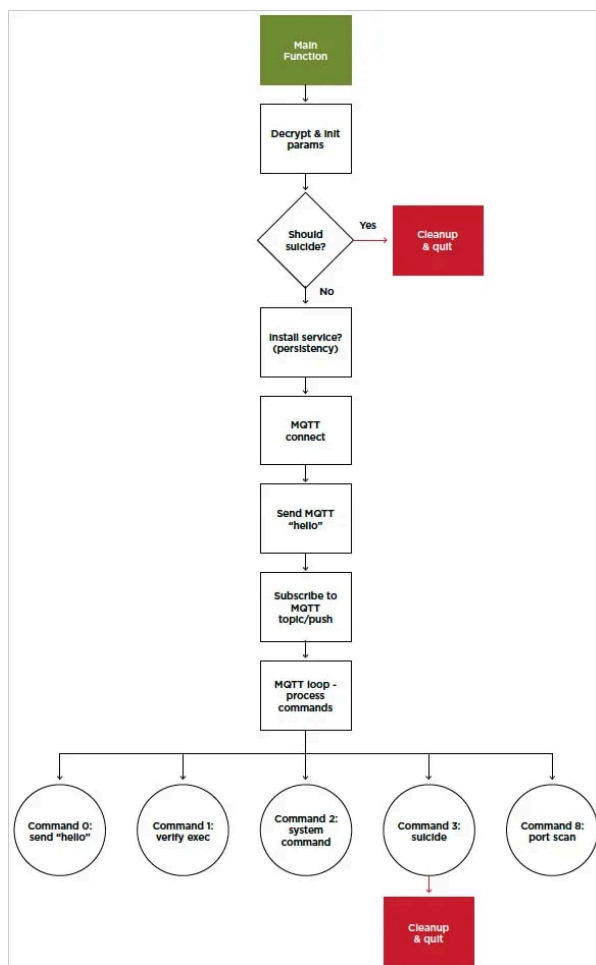 Main
Function
Decrypt & Init
params
Should
suicide?
Yes
Cleanup
& quit
No
Install service?
(persistency)
MQTT
connect
Send MQTT
"hello"
Subscribe to
MQTT
topic/push
MQTT loop -
process
commands
Command 0:
send "hello"
Command 1:
verify exec
Command 2:
system
command
Command 3:
suicide
Command 8:
port scan
Cleanup
& quit